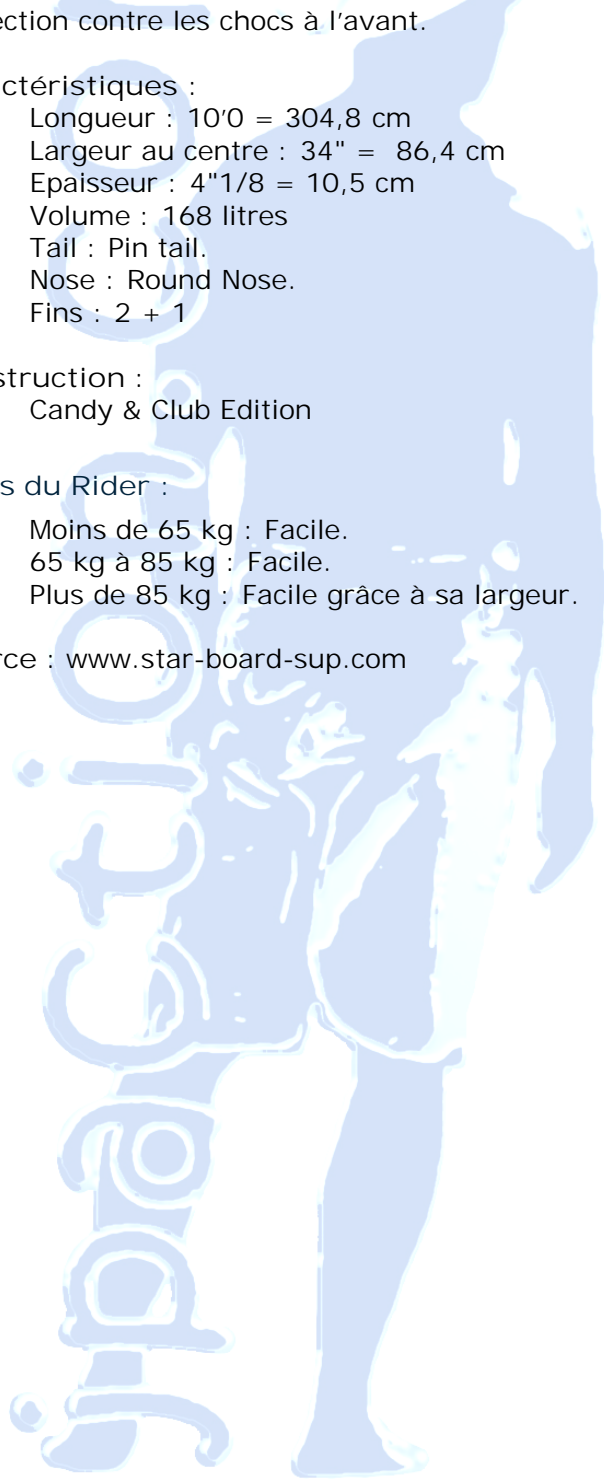 ection contre les chocs à l'avant.
ctéristiques :
Longueur : 10'0 = 304,8 cm
Largeur au centre : 34" = 86,4 cm
Epaisseur : 4"1/8 = 10,5 cm
Volume : 168 litres
Tail : Pin tail.
Nose : Round Nose.
Fins : 2 + 1
struction :
Candy & Club Edition
s du Rider :
Moins de 65 kg : Facile.
65 kg à 85 kg : Facile.
Plus de 85 kg : Facile grâce à sa largeur.
rce : www.star-board-sup.com